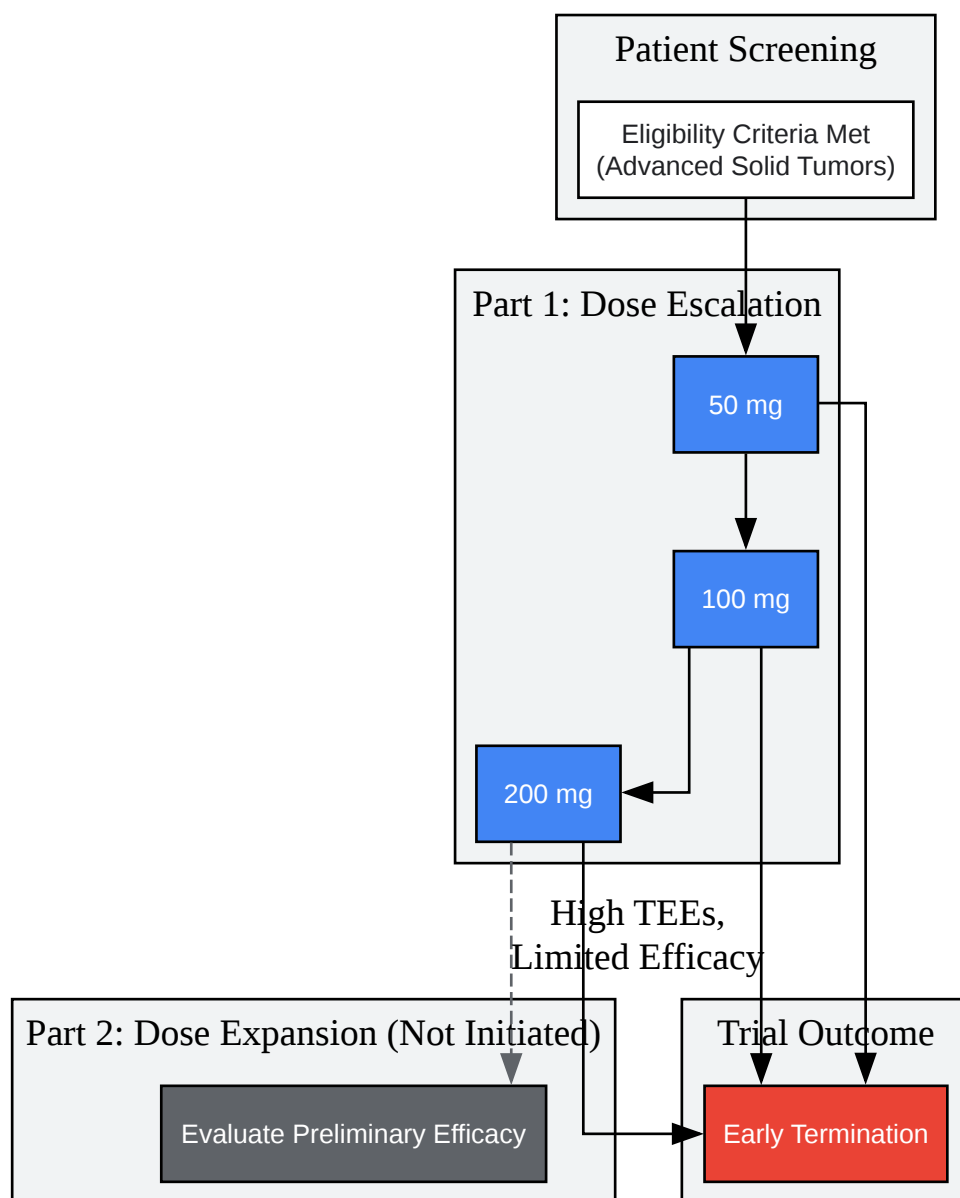 Patient Screening
Eligibility Criteria Met
(Advanced Solid Tumors)
Part 1: Dose Escalation
50 mg
100 mg
200 mg
High TEEs,
Limited Efficacy
Part 2: Dose Expansion (Not Initiated)
Trial Outcome
Evaluate Preliminary Efficacy
Early Termination